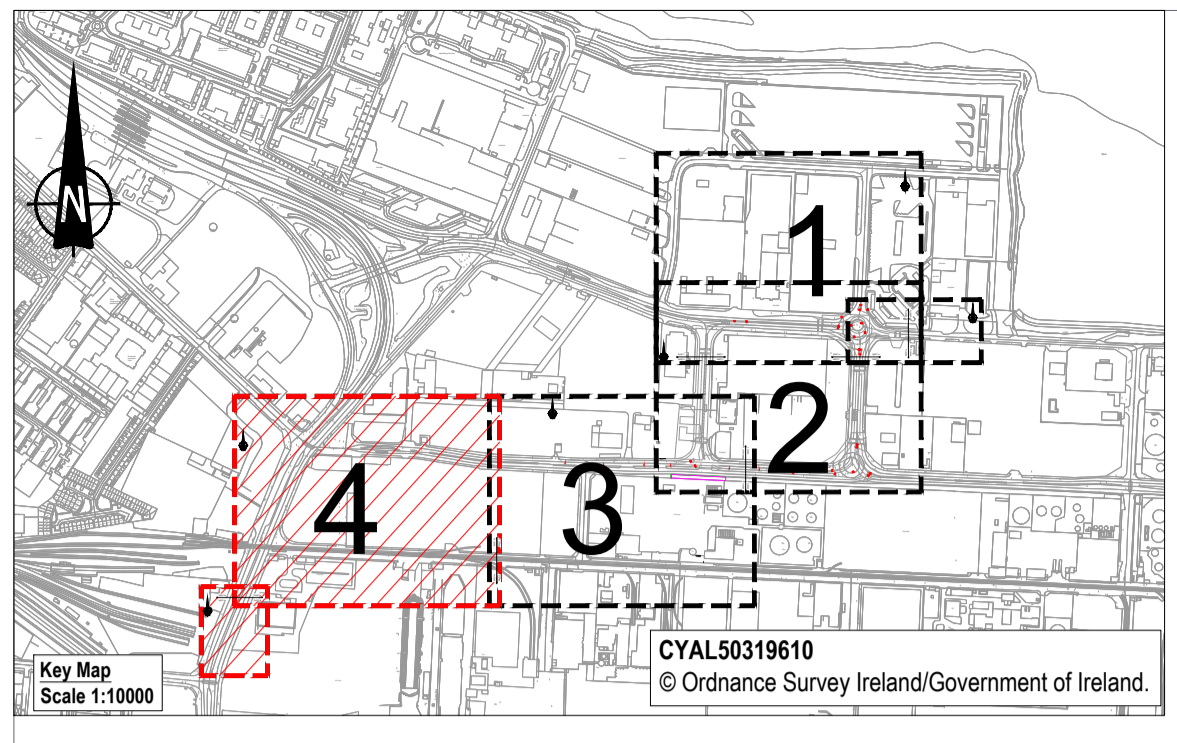 N
1
2
3
4
Key Map
Scale 1:10000
CYAL50319610
© Ordnance Survey Ireland/Government of Ireland.